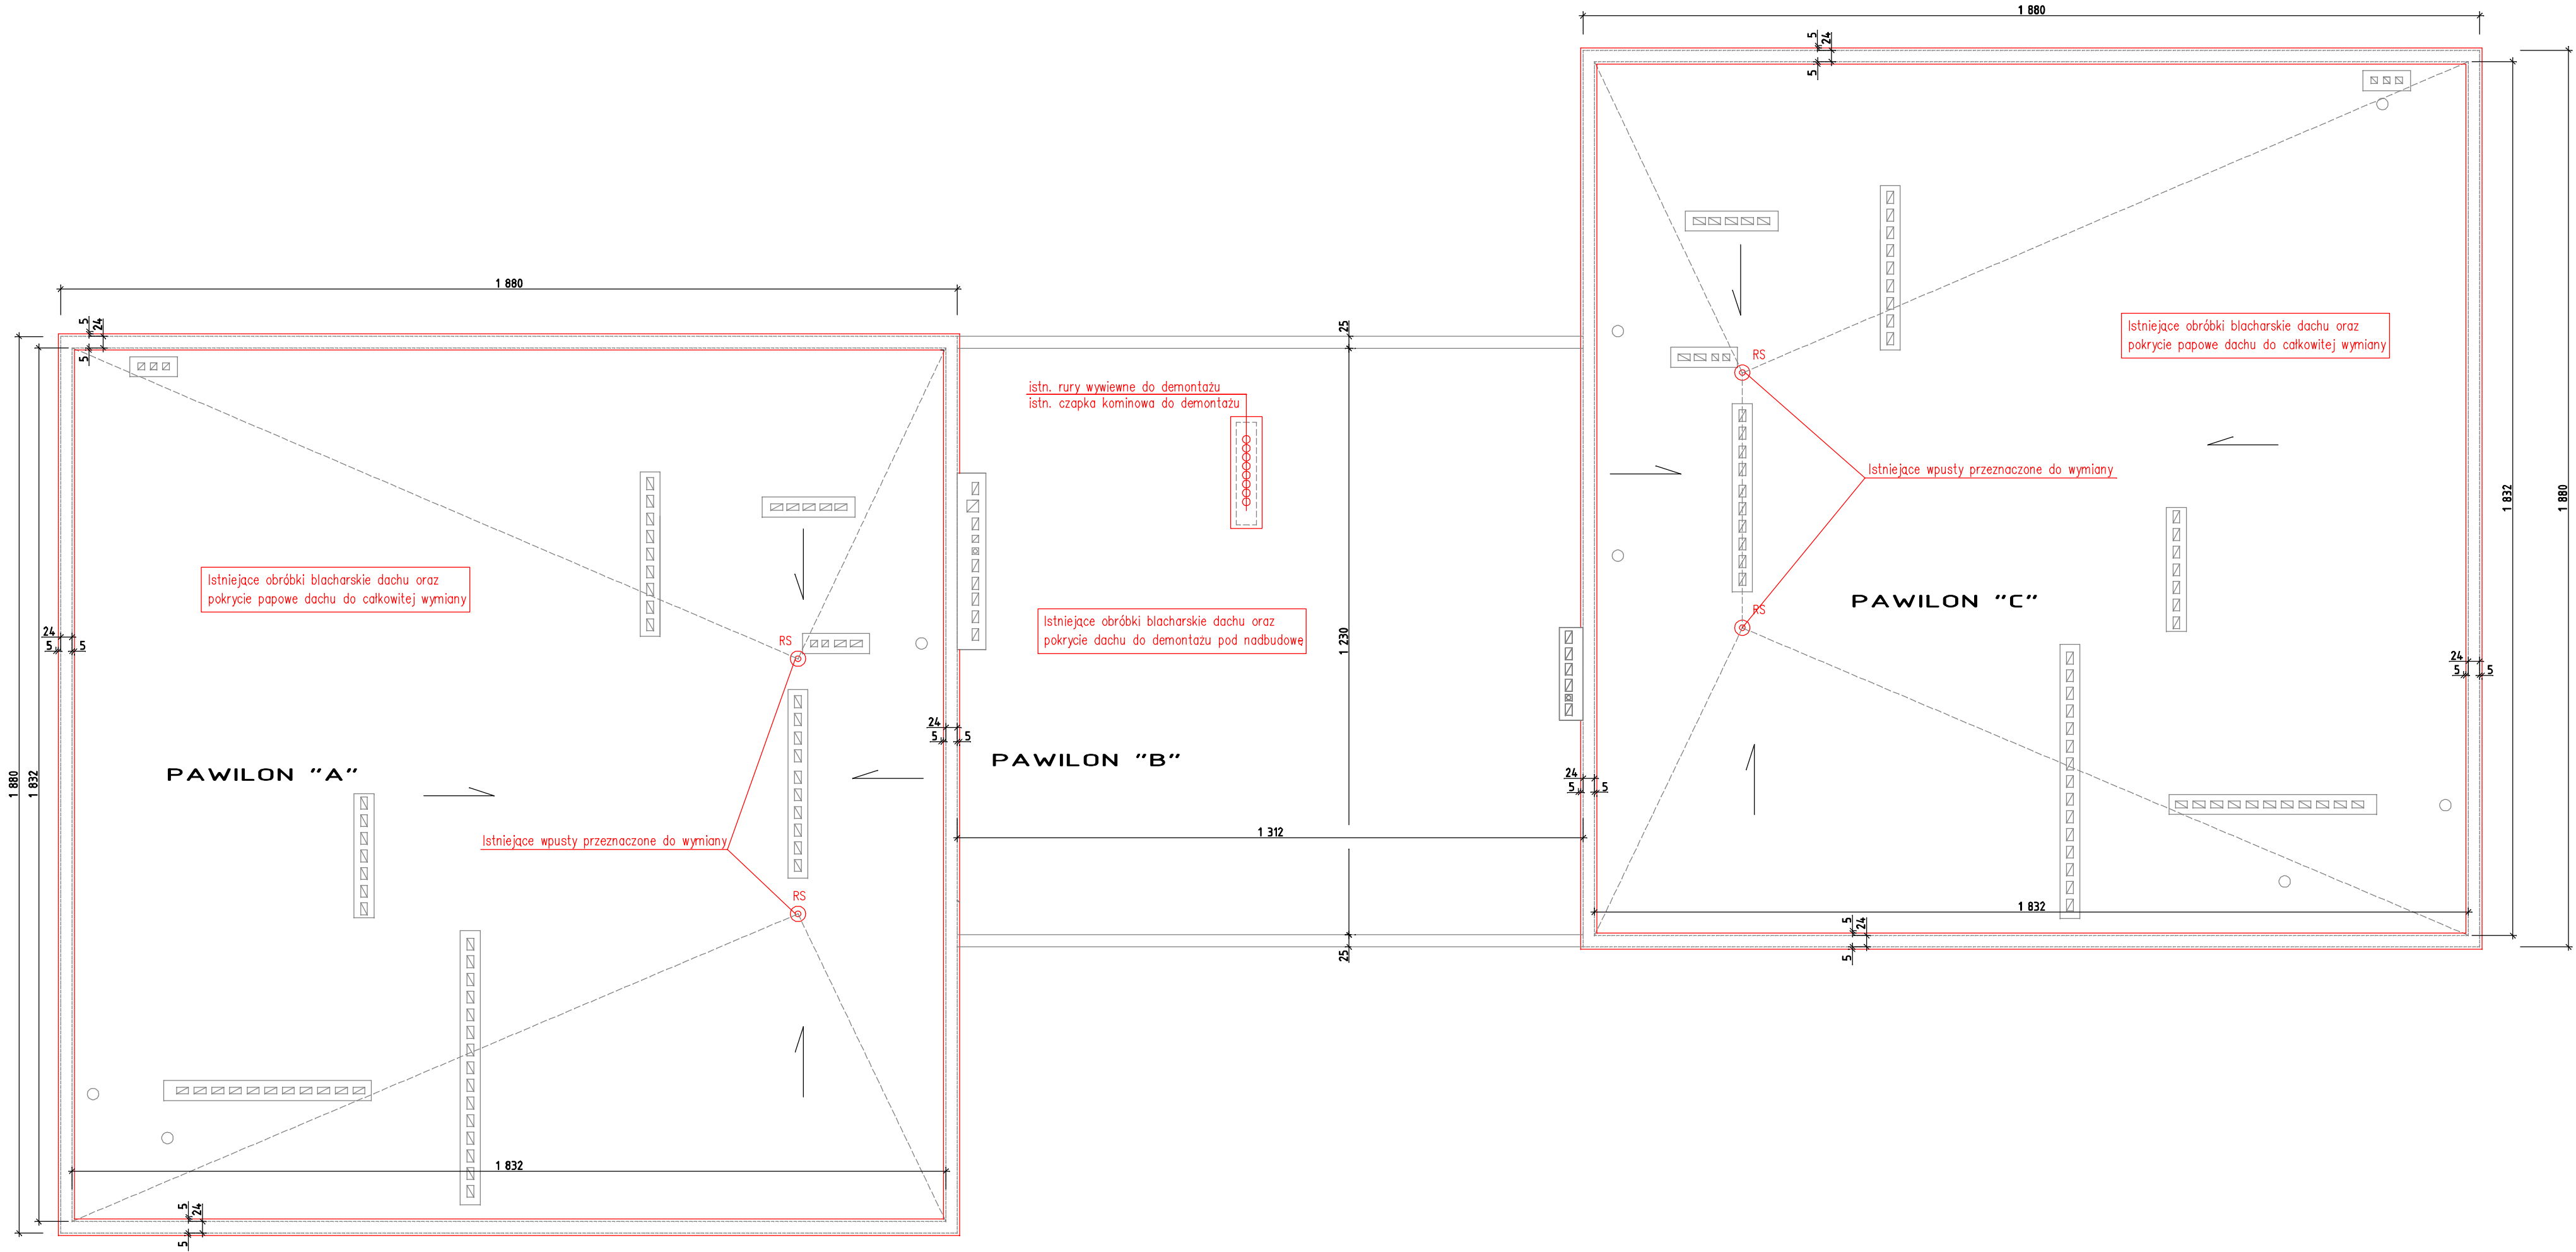 1 880
5
24
5
1 880
5
24
5
25
istn. rury wywiewne do demontażu
istn. czapka kominowa do demontażu
RS
Istniejące obróbki blacharskie dachu oraz
pokrycie papowe dachu do całkowitej wymiany
Istniejące wpusty przeznaczone do wymiany
1 832
1 880
Istniejące obróbki blacharskie dachu oraz
pokrycie papowe dachu do całkowitej wymiany
Istniejące obróbki blacharskie dachu oraz
pokrycie dachu do demontażu pod nadbudowę
PAWILON "C"
RS
24
5
5
RS
1 230
24
5
5
24
5
5
PAWILON "A"
PAWILON "B"
24
5
5
1 880
1 832
Istniejące wpusty przeznaczone do wymiany
1 312
RS
1 832
5
24
5
25
1 832
5
24
5